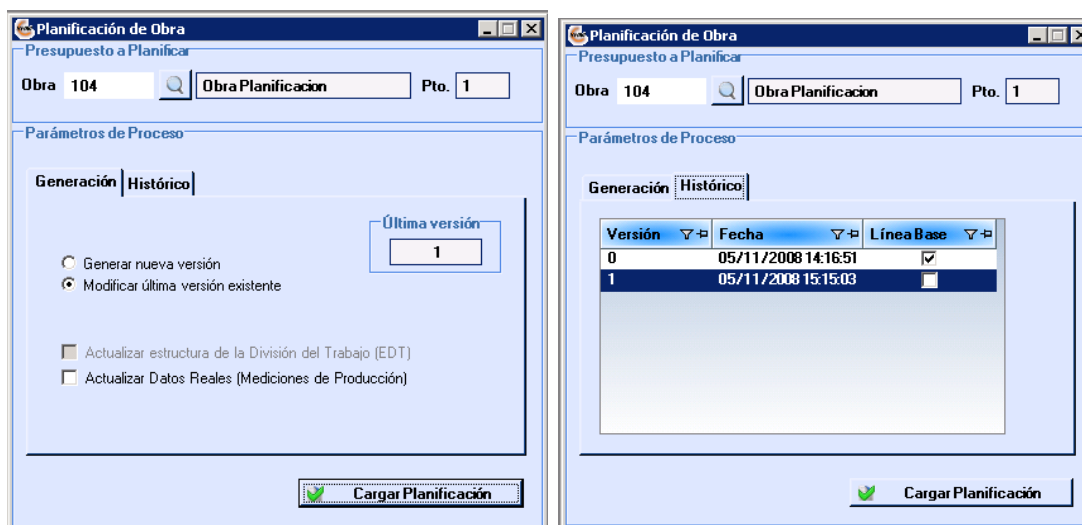 Planificación de Obra
Presupuesto a Planificar
Obra 104 Obra Planificacion Pto. 1
Parámetros de Proceso
Generación Histórico
Última versión
1
Generar nueva versión
Modificar última versión existente
Actualizar estructura de la División del Trabajo (EDT)
Actualizar Datos Reales (Mediciones de Producción)
Cargar Planificación
Planificación de Obra
Presupuesto a Planificar
Obra 104 Obra Planificacion Pto. 1
Parámetros de Proceso
Generación Histórico
Versión Fecha Línea Base
0 05/11/2008 14:16:51
1 05/11/2008 15:15:03
Cargar Planificación